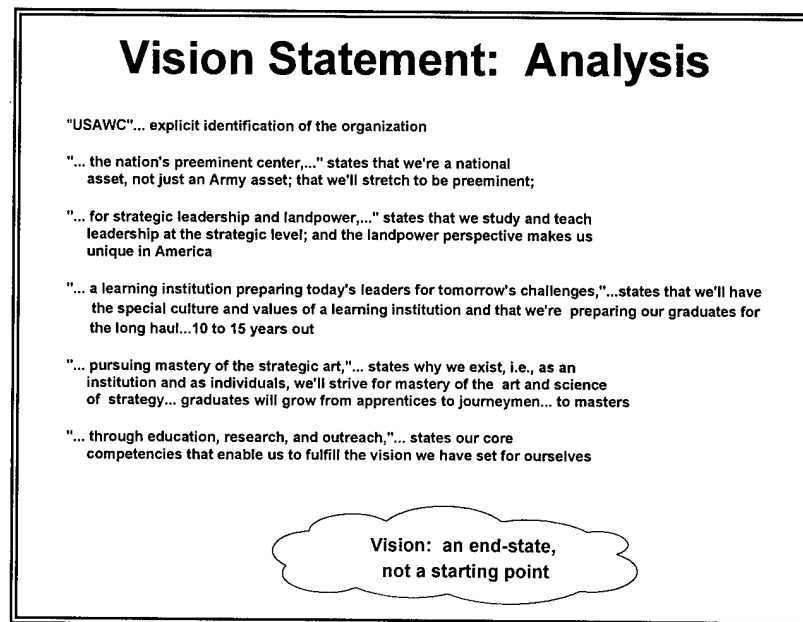 Vision Statement: Analysis
"USAWC"... explicit identification of the organization
"... the nation's preeminent center,..." states that we're a national
asset, not just an Army asset; that we'll stretch to be preeminent;
"... for strategic leadership and landpower,..." states that we study and teach
leadership at the strategic level; and the landpower perspective makes us
unique in America
"... a learning institution preparing today's leaders for tomorrow's challenges,"...states that we'll have
the special culture and values of a learning institution and that we're preparing our graduates for
the long haul...10 to 15 years out
"... pursuing mastery of the strategic art,"... states why we exist, i.e., as an
institution and as individuals, we'll strive for mastery of the art and science
of strategy... graduates will grow from apprentices to journeymen... to masters
"... through education, research, and outreach,"... states our core
competencies that enable us to fulfill the vision we have set for ourselves
Vision: an end-state,
not a starting point